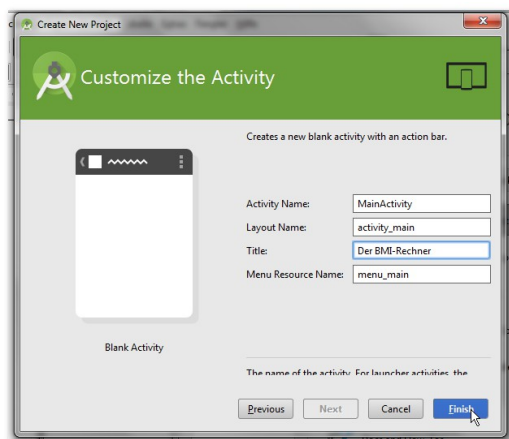 Create New Project
Customize the Activity
Creates a new blank activity with an action bar.
Activity Name: MainActivity
Layout Name: activity_main
Title: Der BMI-Rechner
Menu Resource Name: menu_main
Blank Activity
The name of the activity. For launcher activities, the
Previous Next Cancel Finish